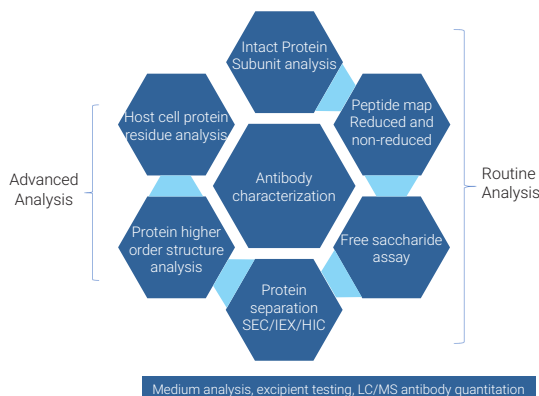 Intact Protein
Subunit analysis
Host cell protein
residue analysis
Peptide map
Reduced and
non-reduced
Advanced
Analysis
Antibody
characterization
Routine
Analysis
Protein higher
order structure
analysis
Free saccharide
assay
Protein
separation
SEC/IEX/HIC
Medium analysis, excipient testing, LC/MS antibody quantitation